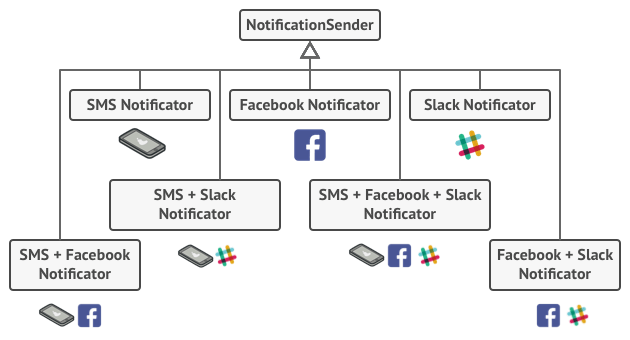 NotificationSender
SMS Notificator
Facebook Notificator
Slack Notificator
SMS + Slack
Notificator
SMS + Facebook + Slack
Notificator
SMS + Facebook
Notificator
Facebook + Slack
Notificator